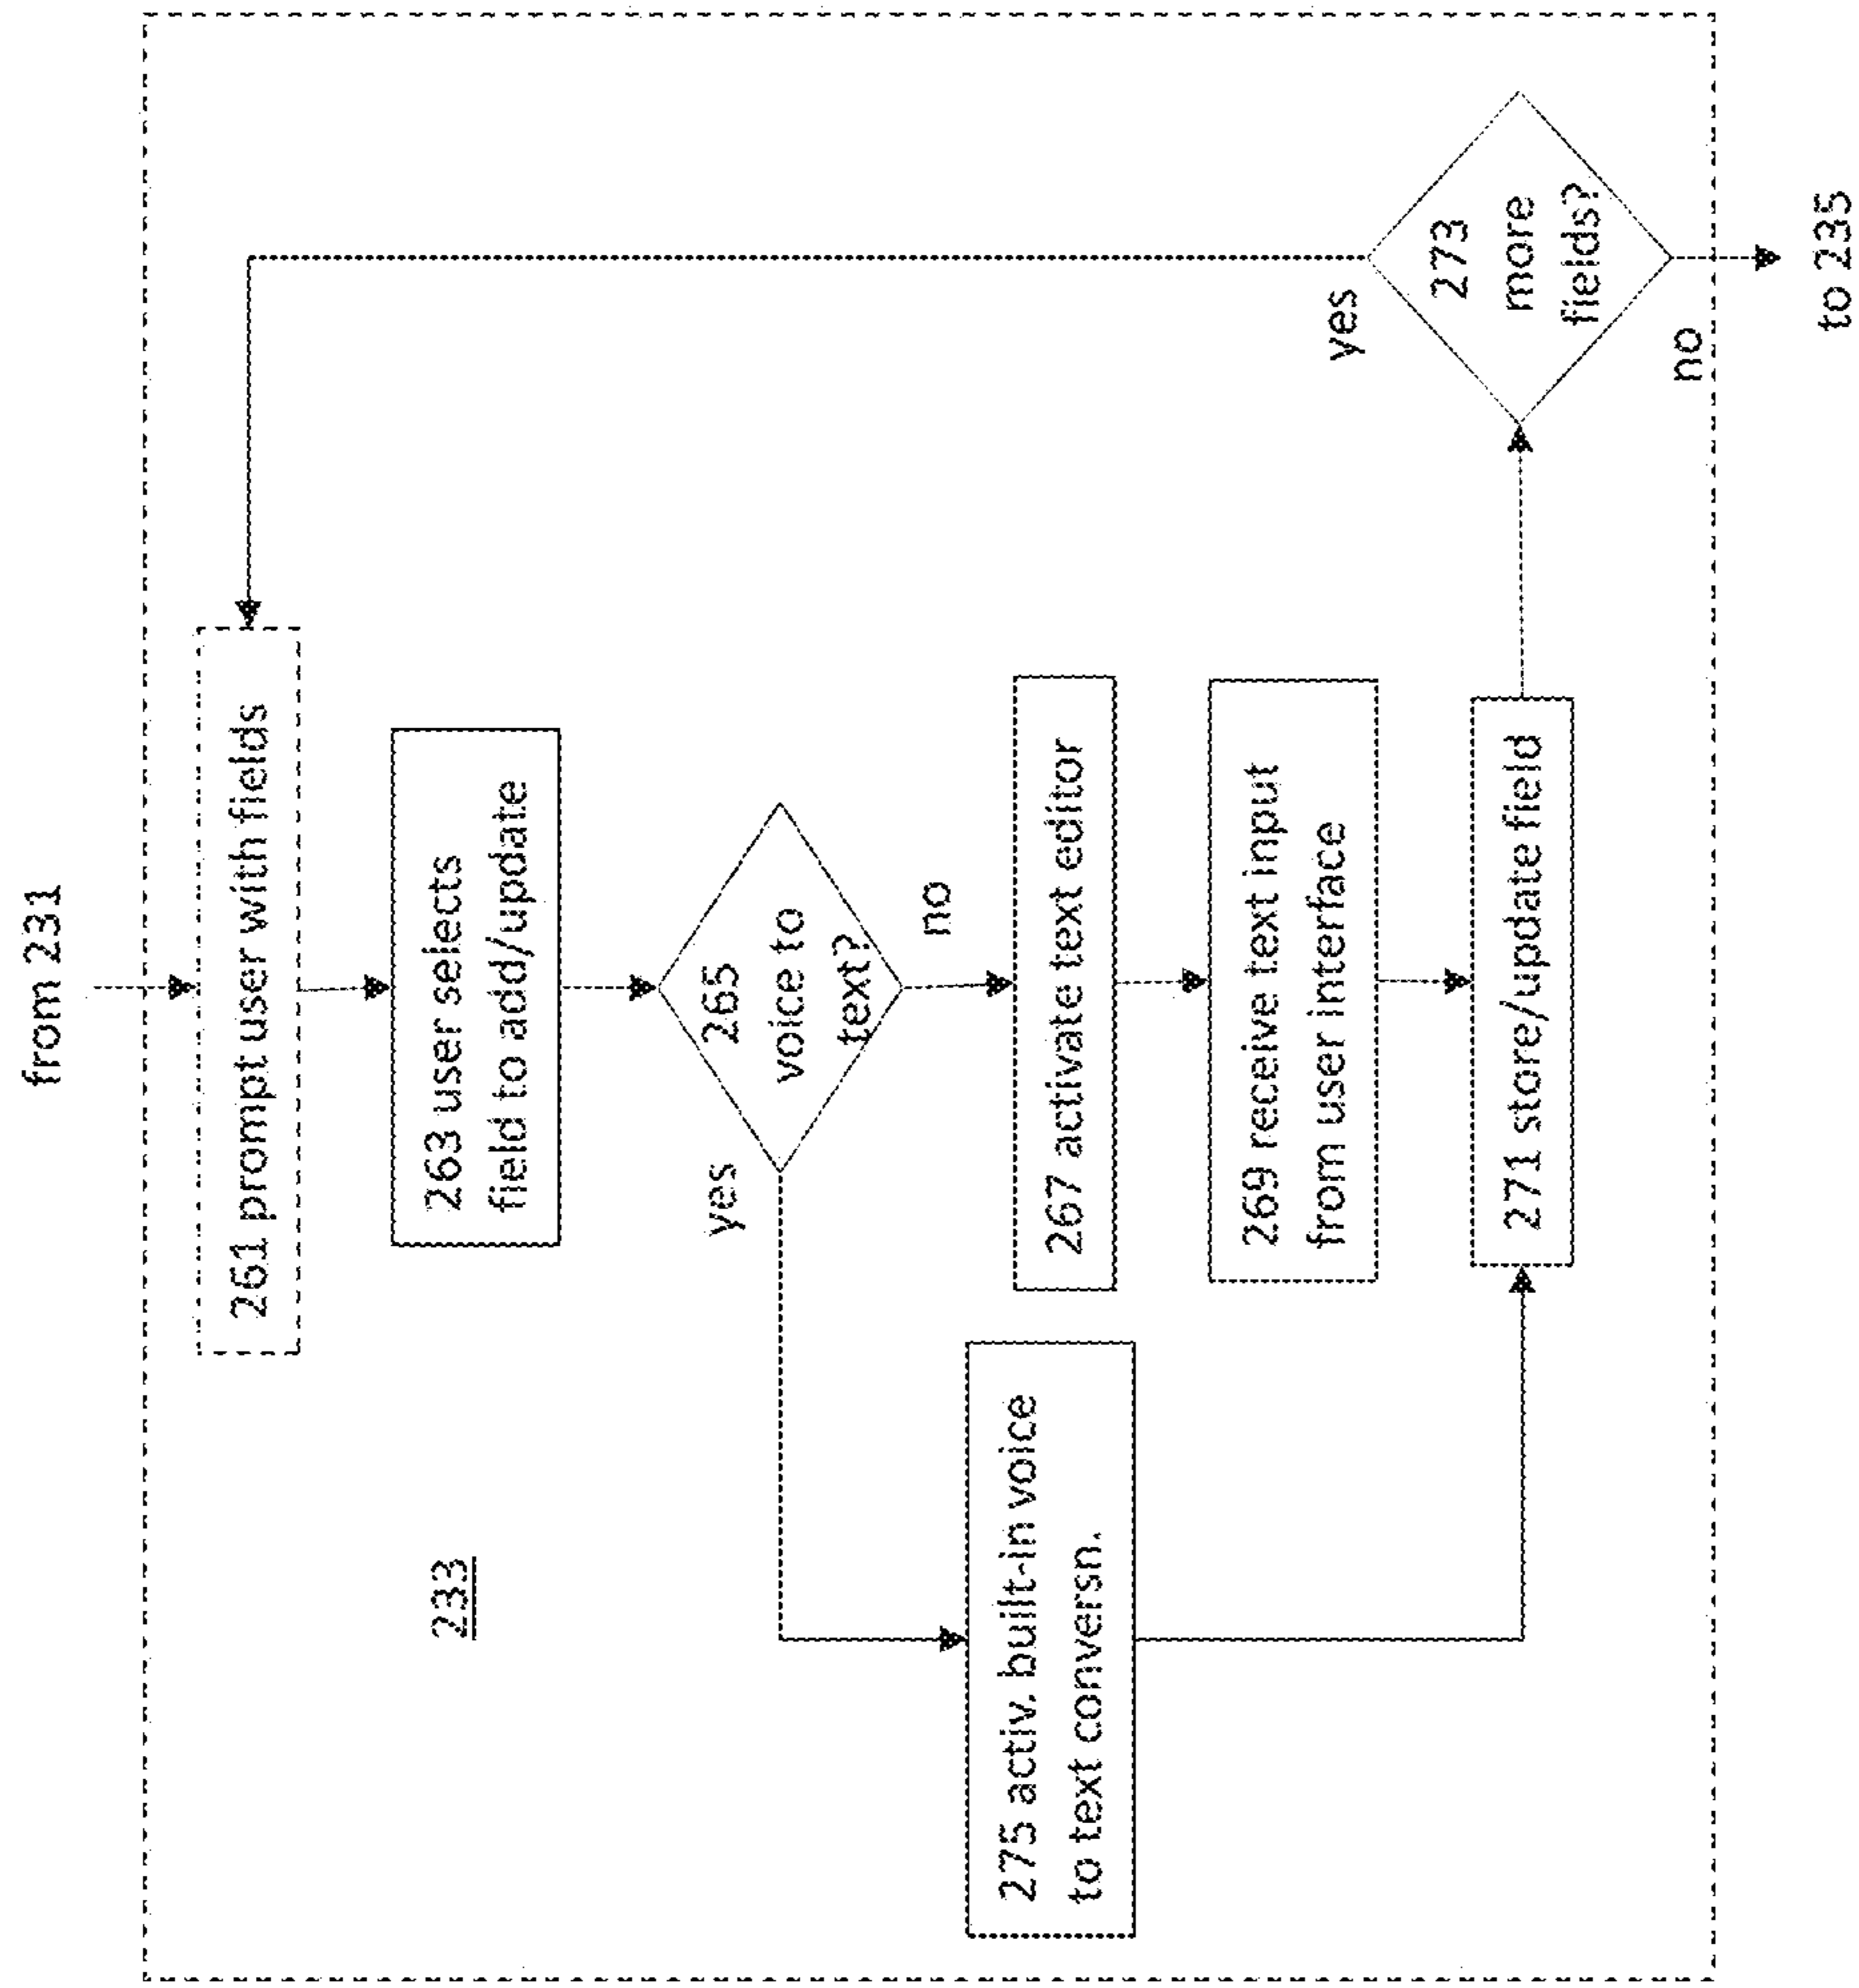 from 231
261 prompt user with fields
233
263 user selects
field to add/update
265
voice to
text?
yes
no
275 activ. built-in voice
to text conversn.
267 activate text editor
269 receive text input
from user interface
271 store/update field
yes
273
more
fields?
no
to 235